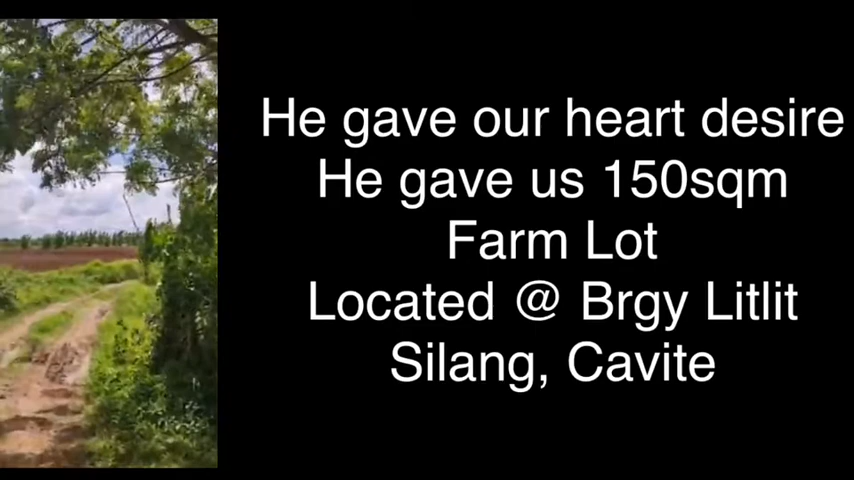 He gave our heart desire
He gave us 150sqm
Farm Lot
Located @ Brgy Litlit
Silang, Cavite